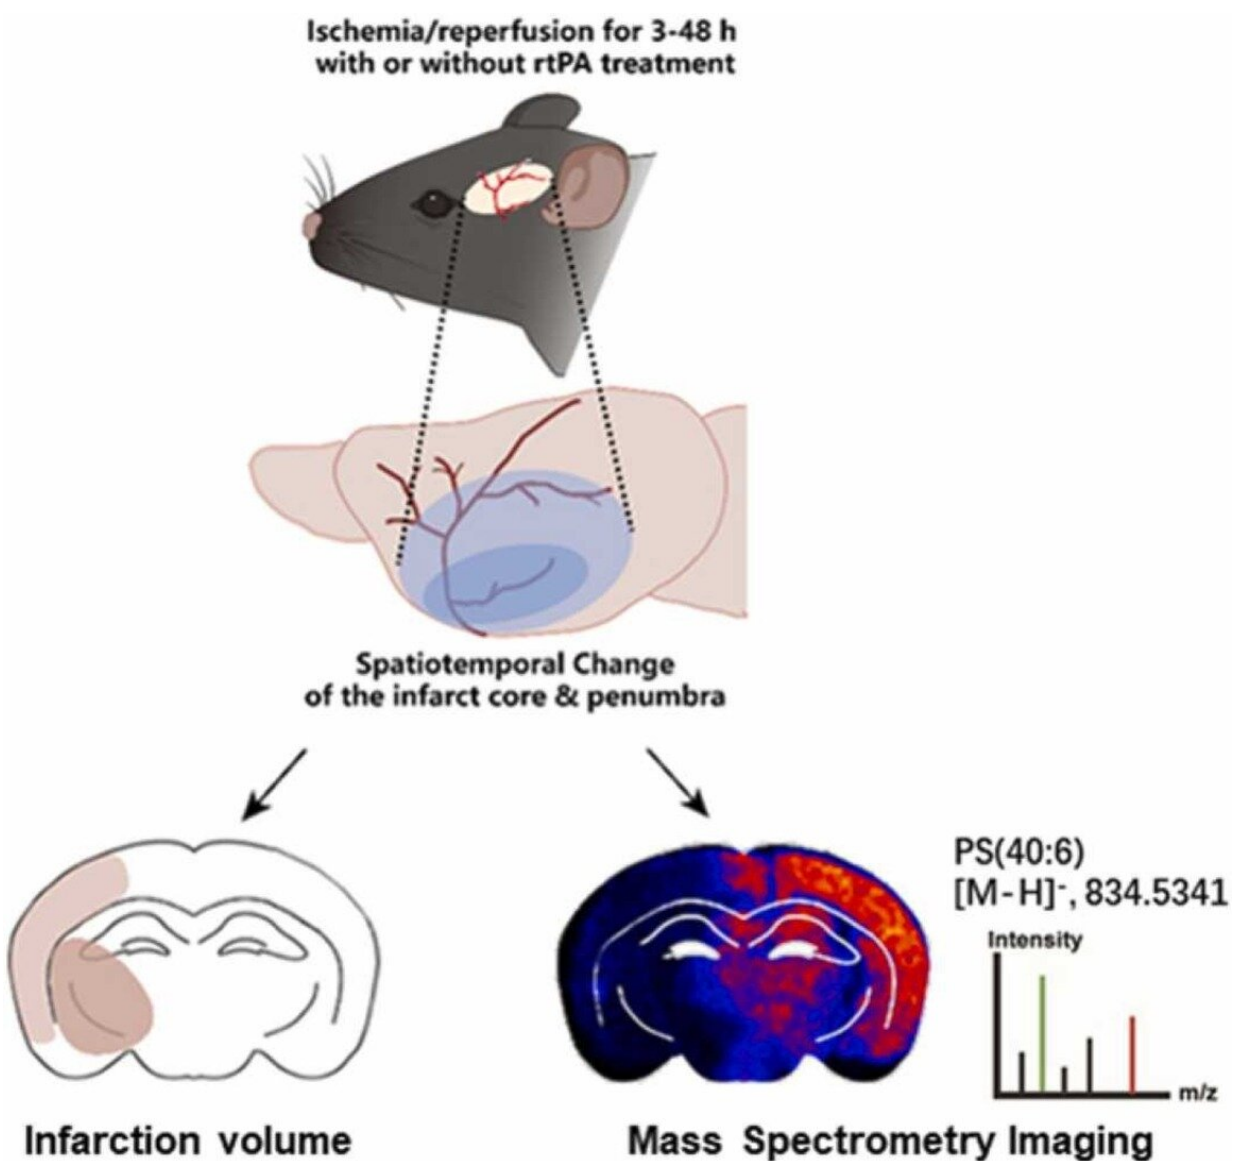 Ischemia/reperfusion for 3-48 h
with or without rtPA treatment
Spatiotemporal Change
of the infarct core & penumbra
PS(40:6)
[M-H]⁻, 834.5341
Intensity
m/z
Infarction volume
Mass Spectrometry Imaging